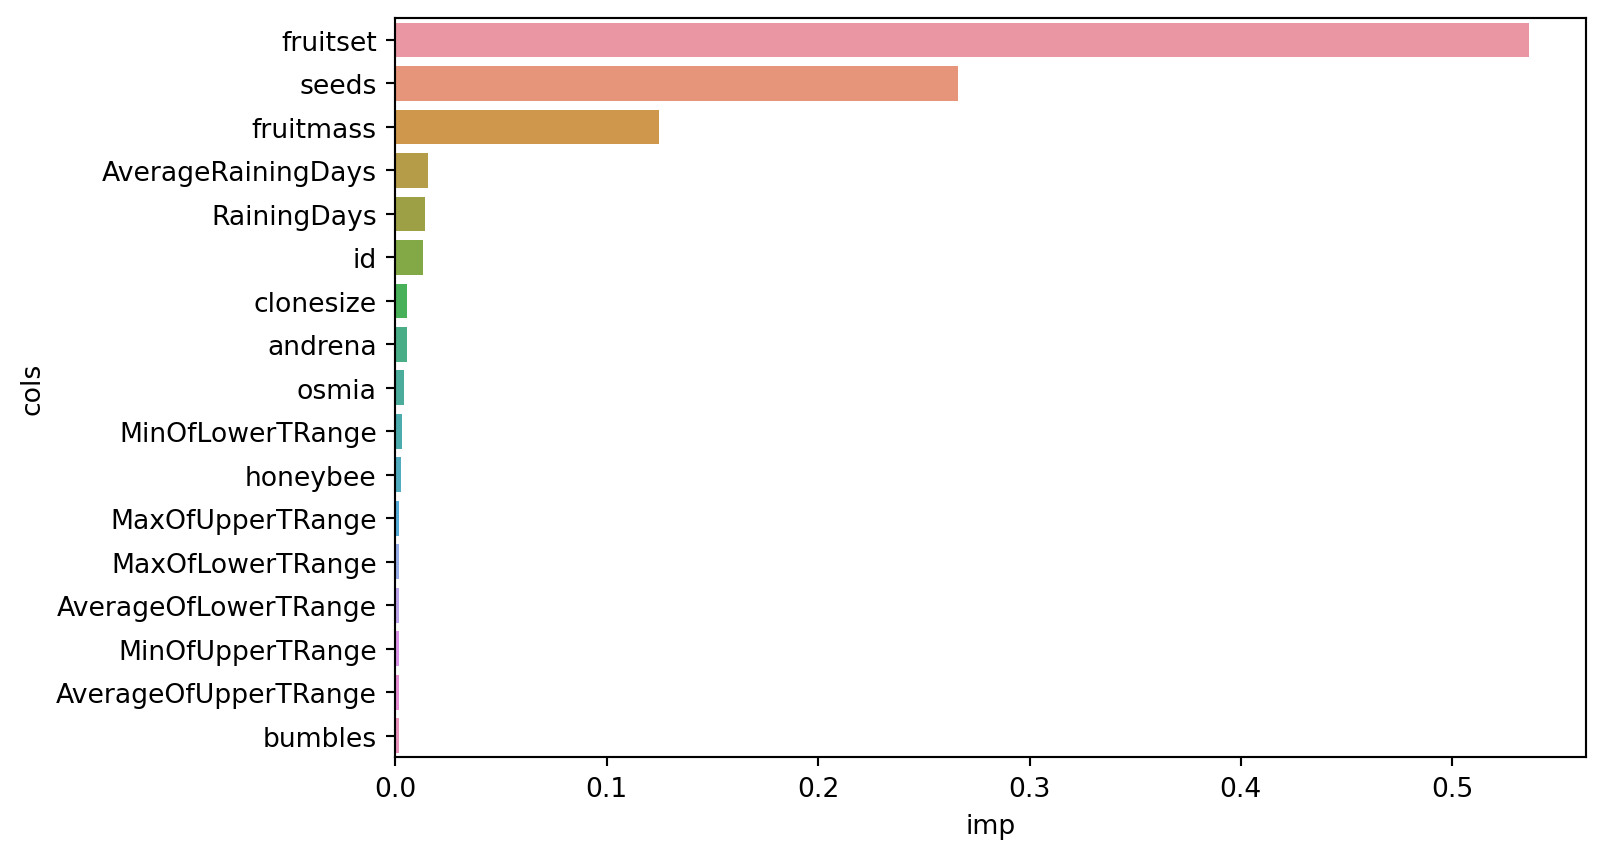 fruitset
seeds
fruitmass
AverageRainingDays
RainingDays
id
clonesize
andrena
osmia
MinOfLowerTRange
honeybee
MaxOfUpperTRange
MaxOfLowerTRange
AverageOfLowerTRange
MinOfUpperTRange
AverageOfUpperTRange
bumbles
cols
0.0 0.1 0.2 0.3 0.4 0.5
imp